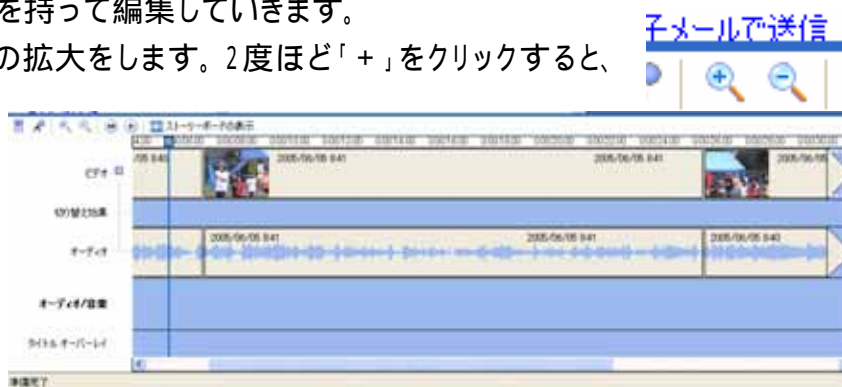 を持って編集していきます。
の拡大をします。2度ほど「+」をクリックすると、
子メールで送信
ストーリーボードの表示
ビデオ
2005/06/05 8:41
2005/06/05 8:41
2005/06/05
切り替え効果
オーディオ
2005/06/05 8:41
2005/06/05 8:41
2005/06/05 8:40
オーディオ/音楽
タイトル オーバーレイ
準備完了